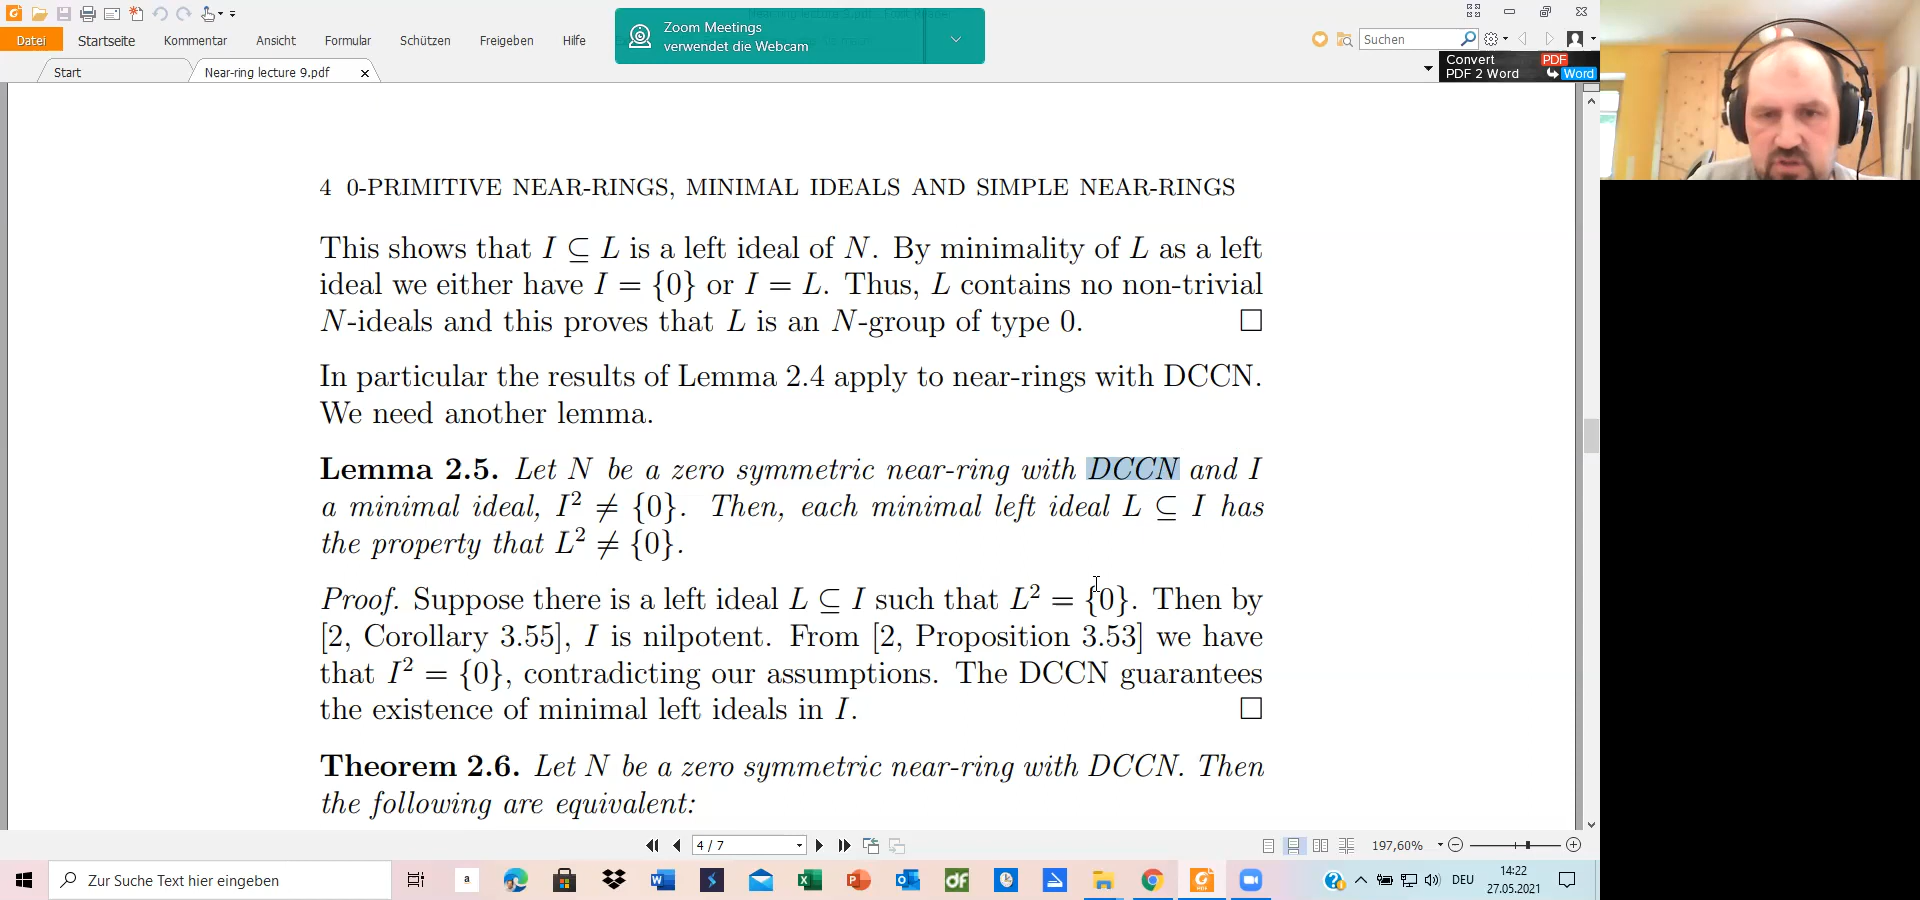 Zoom Meetings
verwendet die Webcam
Datei Startseite Kommentar Ansicht Formular Schützen Freigeben Hilfe
Suchen
Start
Near-ring lecture 9.pdf
Convert PDF
PDF 2 Word Word
4 0-PRIMITIVE NEAR-RINGS, MINIMAL IDEALS AND SIMPLE NEAR-RINGS
This shows that I ⊆ L is a left ideal of N. By minimality of L as a left
ideal we either have I = {0} or I = L. Thus, L contains no non-trivial
N-ideals and this proves that L is an N-group of type 0. □
In particular the results of Lemma 2.4 apply to near-rings with DCCN.
We need another lemma.
Lemma 2.5. Let N be a zero symmetric near-ring with DCCN and I
a minimal ideal, I² ≠ {0}. Then, each minimal left ideal L ⊆ I has
the property that L² ≠ {0}.
Proof. Suppose there is a left ideal L ⊆ I such that L² = {0}. Then by
[2, Corollary 3.55], I is nilpotent. From [2, Proposition 3.53] we have
that I² = {0}, contradicting our assumptions. The DCCN guarantees
the existence of minimal left ideals in I. □
Theorem 2.6. Let N be a zero symmetric near-ring with DCCN. Then
the following are equivalent:
4 / 7
197,60%
Zur Suche Text hier eingeben
DEU
14:22
27.05.2021